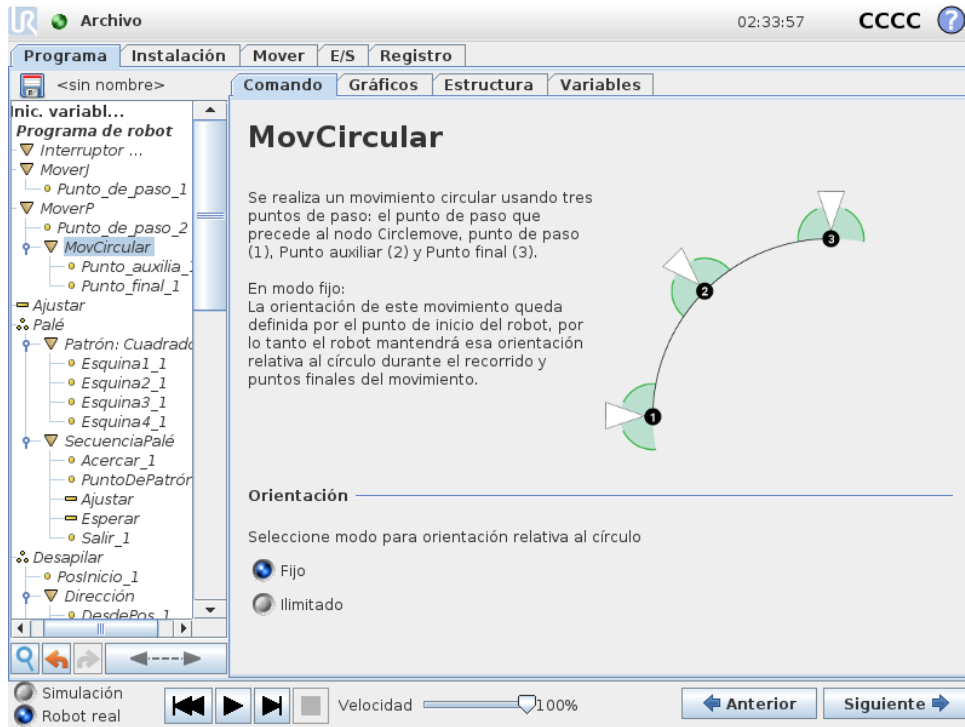 UR Archivo 02:33:57 CCCC ?
Programa Instalación Mover E/S Registro
<sin nombre>
Comando Gráficos Estructura Variables
Inic. variabl...
Programa de robot
Interruptor ...
MoverJ
Punto_de_paso_1
MoverP
Punto_de_paso_2
MovCircular
Punto_auxilia_
Punto_final_1
Ajustar
Palé
Patrón: Cuadrado
Esquina1_1
Esquina2_1
Esquina3_1
Esquina4_1
SecuenciaPalé
Acercar_1
PuntoDePatrón
Ajustar
Esperar
Salir_1
Desapilar
PosInicio_1
Dirección
DesdePos_1
MovCircular
Se realiza un movimiento circular usando tres
puntos de paso: el punto de paso que
precede al nodo Circlemove, punto de paso
(1), Punto auxiliar (2) y Punto final (3).
En modo fijo:
La orientación de este movimiento queda
definida por el punto de inicio del robot, por
lo tanto el robot mantendrá esa orientación
relativa al círculo durante el recorrido y
puntos finales del movimiento.
3
2
1
Orientación
Seleccione modo para orientación relativa al círculo
Fijo
Ilimitado
Simulación
Robot real
Velocidad 100%
Anterior Siguiente